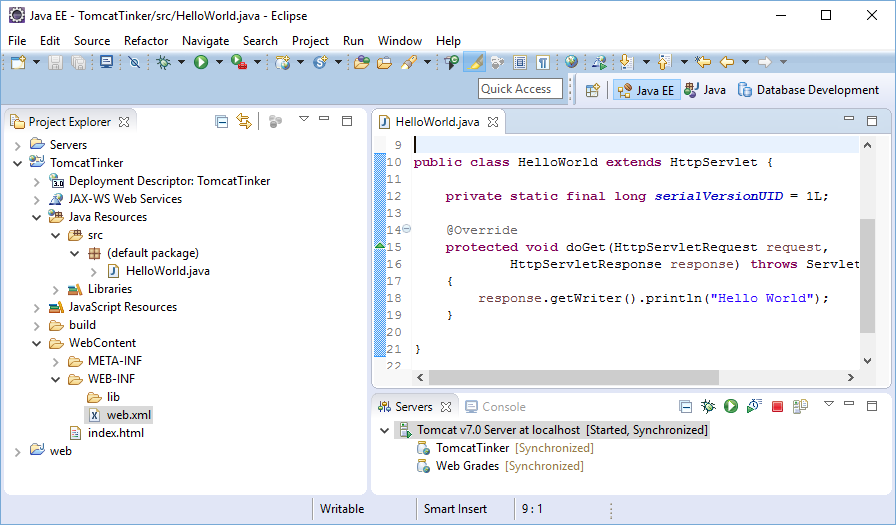 Java EE - TomcatTinker/src/HelloWorld.java - Eclipse
File Edit Source Refactor Navigate Search Project Run Window Help
Quick Access Java EE Java Database Development
Project Explorer
Servers
TomcatTinker
3.0 Deployment Descriptor: TomcatTinker
JAX-WS Web Services
Java Resources
src
(default package)
HelloWorld.java
Libraries
JavaScript Resources
build
WebContent
META-INF
WEB-INF
lib
web.xml
index.html
web
HelloWorld.java
9
10 public class HelloWorld extends HttpServlet {
11
12 private static final long serialVersionUID = 1L;
13
14 @Override
15 protected void doGet(HttpServletRequest request,
16 HttpServletResponse response) throws Servlet
17 {
18 response.getWriter().println("Hello World");
19 }
20
21 }
22
Servers Console
Tomcat v7.0 Server at localhost [Started, Synchronized]
TomcatTinker [Synchronized]
Web Grades [Synchronized]
Writable Smart Insert 9 : 1